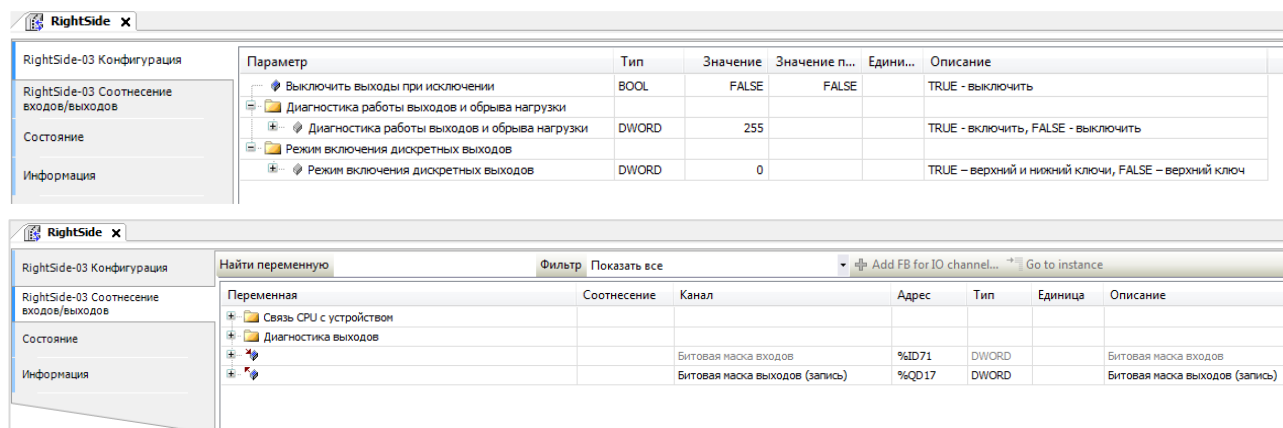 RightSide x
RightSide-03 Конфигурация
RightSide-03 Соотнесение
входов/выходов
Состояние
Информация
Параметр Тип Значение Значение п... Едини... Описание
Выключить выходы при исключении BOOL FALSE FALSE TRUE - выключить
Диагностика работы выходов и обрыва нагрузки
Диагностика работы выходов и обрыва нагрузки DWORD 255 TRUE - включить, FALSE - выключить
Режим включения дискретных выходов
Режим включения дискретных выходов DWORD 0 TRUE – верхний и нижний ключи, FALSE – верхний ключ
RightSide x
RightSide-03 Конфигурация
RightSide-03 Соотнесение
входов/выходов
Состояние
Информация
Найти переменную Фильтр Показать все Add FB for IO channel... Go to instance
Переменная Соотнесение Канал Адрес Тип Единица Описание
Связь CPU с устройством
Диагностика выходов
Битовая маска входов %ID71 DWORD Битовая маска входов
Битовая маска выходов (запись) %QD17 DWORD Битовая маска выходов (запись)